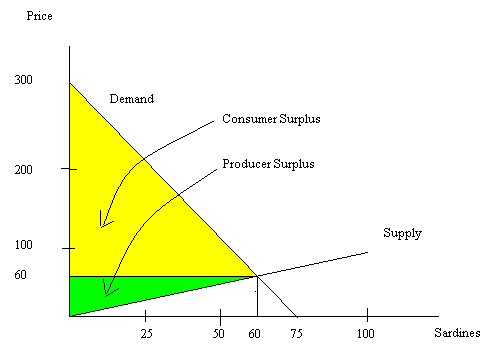 Price
300
Demand
Consumer Surplus
Producer Surplus
200
Supply
100
60
25
50
60
75
100
Sardines